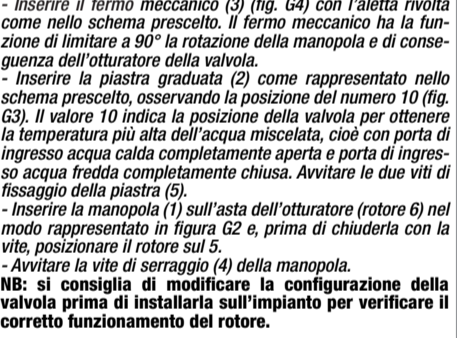 - Inserire il fermo meccanico (3) (fig. G4) con l'aletta rivolta
come nello schema prescelto. Il fermo meccanico ha la fun-
zione di limitare a 90° la rotazione della manopola e di conse-
guenza dell'otturatore della valvola.
- Inserire la piastra graduata (2) come rappresentato nello
schema prescelto, osservando la posizione del numero 10 (fig.
G3). Il valore 10 indica la posizione della valvola per ottenere
la temperatura più alta dell'acqua miscelata, cioè con porta di
ingresso acqua calda completamente aperta e porta di ingres-
so acqua fredda completamente chiusa. Avvitare le due viti di
fissaggio della piastra (5).
- Inserire la manopola (1) sull'asta dell'otturatore (rotore 6) nel
modo rappresentato in figura G2 e, prima di chiuderla con la
vite, posizionare il rotore sul 5.
- Avvitare la vite di serraggio (4) della manopola.
NB: si consiglia di modificare la configurazione della
valvola prima di installarla sull'impianto per verificare il
corretto funzionamento del rotore.